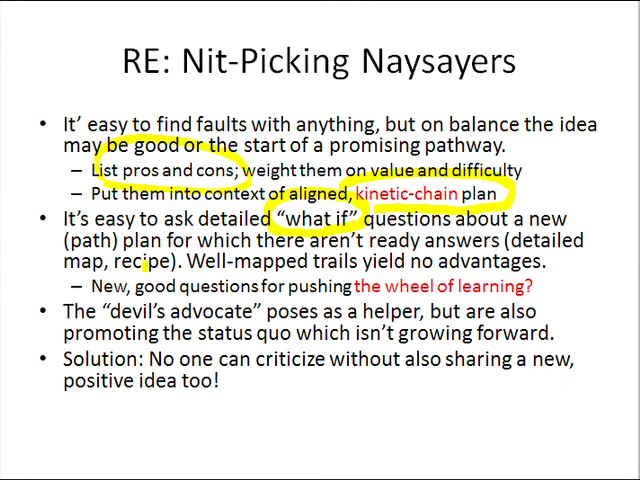 RE: Nit-Picking Naysayers
• It’ easy to find faults with anything, but on balance the idea
may be good or the start of a promising pathway.
– List pros and cons; weight them on value and difficulty
– Put them into context of aligned, kinetic-chain plan
• It’s easy to ask detailed “what if” questions about a new
(path) plan for which there aren’t ready answers (detailed
map, recipe). Well-mapped trails yield no advantages.
– New, good questions for pushing the wheel of learning?
• The “devil’s advocate” poses as a helper, but are also
promoting the status quo which isn’t growing forward.
• Solution: No one can criticize without also sharing a new,
positive idea too!